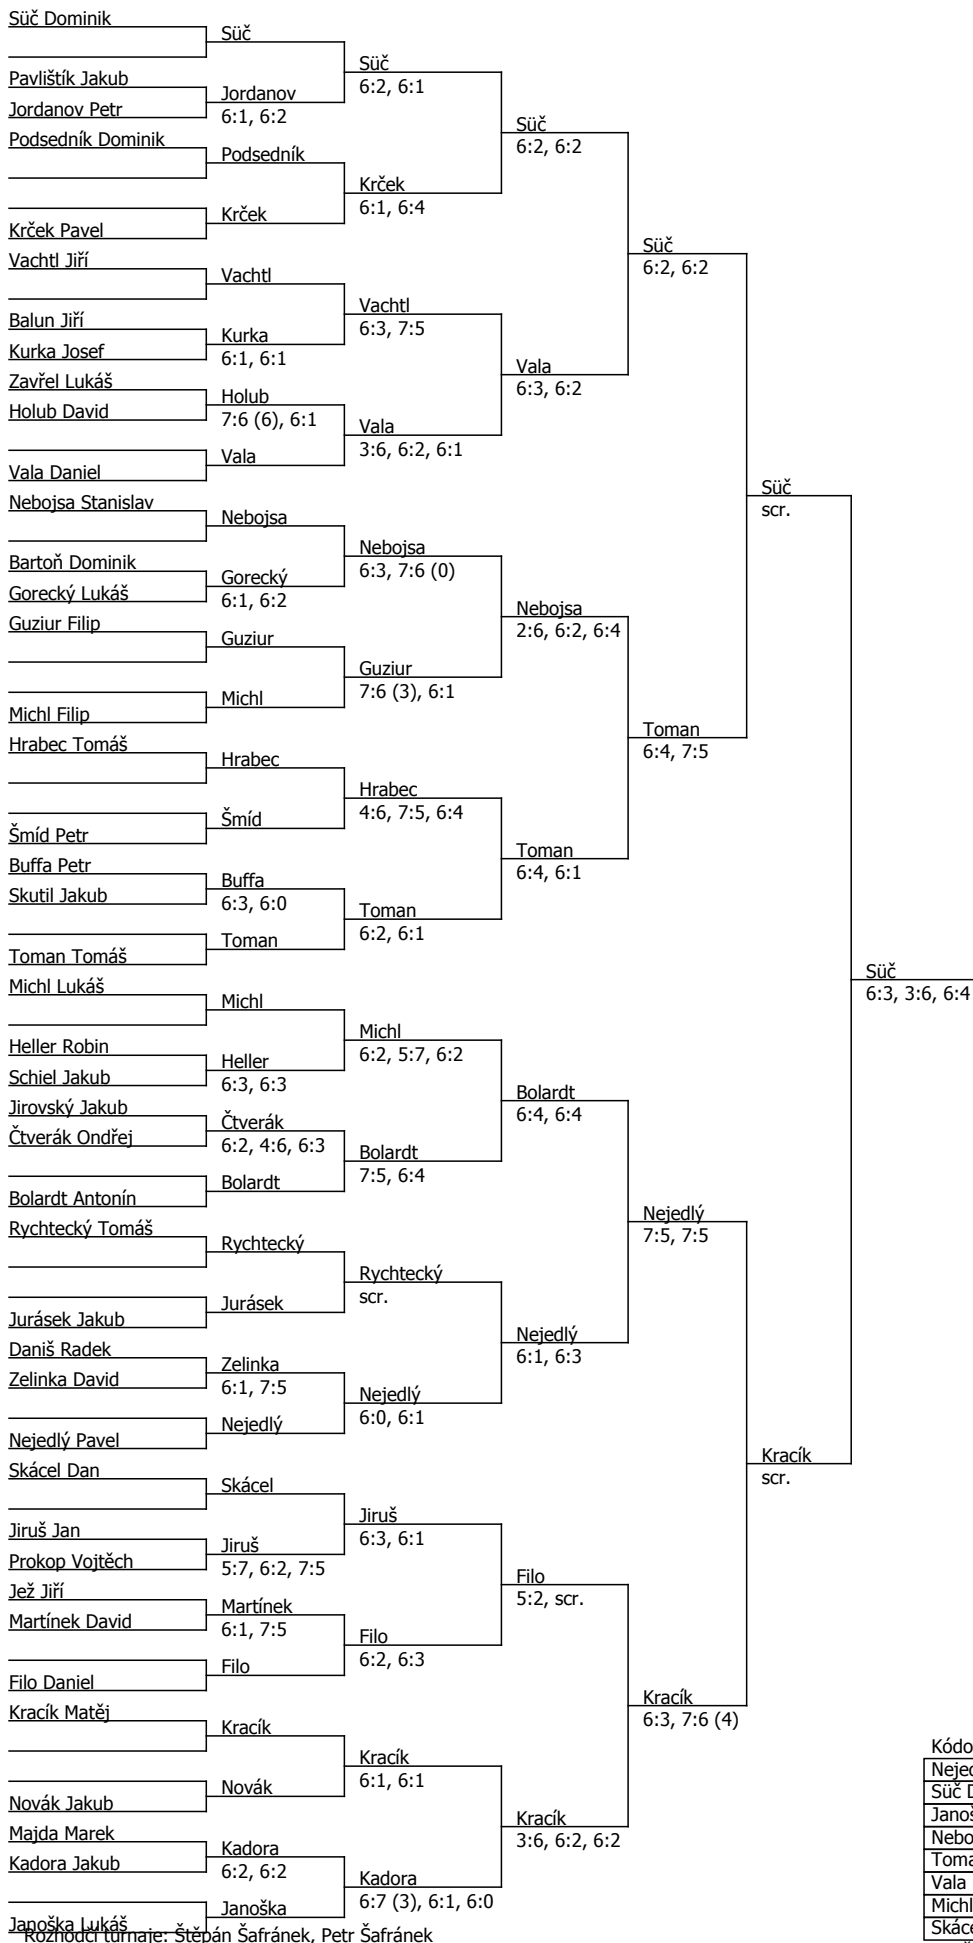 Süč Dominik
Süč
Süč
6:2, 6:1
Pavlištík Jakub
Jordanov
6:1, 6:2
Jordanov Petr
Süč
6:2, 6:2
Podsedník Dominik
Podsedník
Krček
6:1, 6:4
Krček
Krček Pavel
Süč
6:2, 6:2
Vachtl Jiří
Vachtl
Vachtl
6:3, 7:5
Balun Jiří
Kurka
6:1, 6:1
Kurka Josef
Vala
6:3, 6:2
Zavřel Lukáš
Holub
7:6 (6), 6:1
Holub David
Vala
3:6, 6:2, 6:1
Vala
Vala Daniel
Süč
scr.
Nebojsa Stanislav
Nebojsa
Nebojsa
6:3, 7:6 (0)
Bartoň Dominik
Gorecký
6:1, 6:2
Gorecký Lukáš
Nebojsa
2:6, 6:2, 6:4
Guziur Filip
Guziur
Guziur
7:6 (3), 6:1
Michl
Michl Filip
Toman
6:4, 7:5
Hrabec Tomáš
Hrabec
Hrabec
4:6, 7:5, 6:4
Šmíd
Šmíd Petr
Toman
6:4, 6:1
Buffa Petr
Buffa
6:3, 6:0
Skutil Jakub
Toman
6:2, 6:1
Toman
Toman Tomáš
Süč
6:3, 3:6, 6:4
Michl Lukáš
Michl
Michl
6:2, 5:7, 6:2
Heller Robin
Heller
6:3, 6:3
Schiel Jakub
Bolardt
6:4, 6:4
Jirovský Jakub
Čtverák
6:2, 4:6, 6:3
Čtverák Ondřej
Bolardt
7:5, 6:4
Bolardt
Bolardt Antonín
Nejedlý
7:5, 7:5
Rychtecký Tomáš
Rychtecký
Rychtecký
scr.
Jurásek
Jurásek Jakub
Nejedlý
6:1, 6:3
Daniš Radek
Zelinka
6:1, 7:5
Zelinka David
Nejedlý
6:0, 6:1
Nejedlý
Nejedlý Pavel
Kracík
scr.
Skácel Dan
Skácel
Jiruš
6:3, 6:1
Jiruš Jan
Jiruš
5:7, 6:2, 7:5
Prokop Vojtěch
Filo
5:2, scr.
Jež Jiří
Martínek
6:1, 7:5
Martínek David
Filo
6:2, 6:3
Filo
Filo Daniel
Kracík
6:3, 7:6 (4)
Kracík Matěj
Kracík
Kracík
6:1, 6:1
Novák
Novák Jakub
Kracík
3:6, 6:2, 6:2
Majda Marek
Kadora
6:2, 6:2
Kadora Jakub
Kadora
6:7 (3), 6:1, 6:0
Janoška
Janoška Lukáš
Rozhodčí turnaje: Štěpán Šafránek, Petr Šafránek
Kódo
Nejed
Süč D
Janoš
Nebo
Toma
Vala
Michl
Skáce